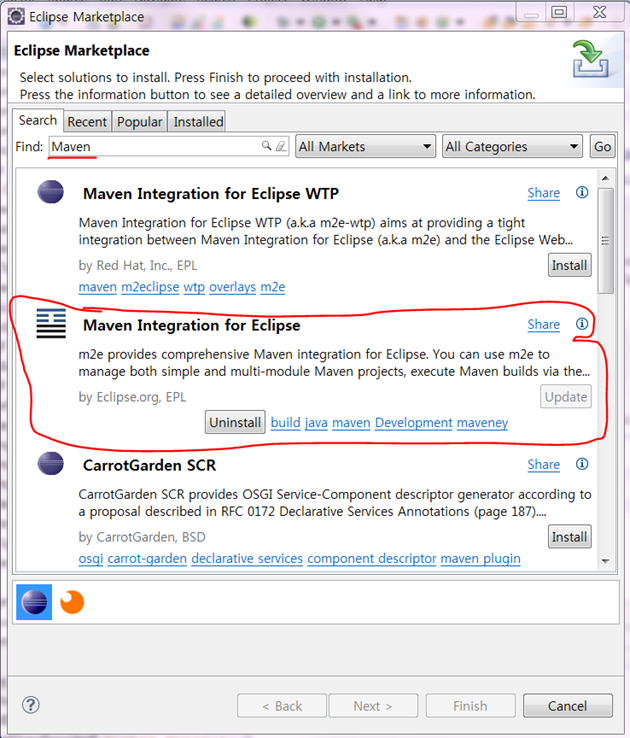 Eclipse Marketplace
Eclipse Marketplace
Select solutions to install. Press Finish to proceed with installation.
Press the information button to see a detailed overview and a link to more information.
Search Recent Popular Installed
Find: Maven All Markets All Categories Go
Maven Integration for Eclipse WTP Share
Maven Integration for Eclipse WTP (a.k.a m2e-wtp) aims at providing a tight
integration between Maven Integration for Eclipse (a.k.a m2e) and the Eclipse Web...
by Red Hat, Inc., EPL Install
maven m2eclipse wtp overlays m2e
Maven Integration for Eclipse Share
m2e provides comprehensive Maven integration for Eclipse. You can use m2e to
manage both simple and multi-module Maven projects, execute Maven builds via the...
by Eclipse.org, EPL Update
Uninstall build java maven Development maveney
CarrotGarden SCR Share
CarrotGarden SCR provides OSGI Service-Component descriptor generator according to
a proposal described in RFC 0172 Declarative Services Annotations (page 187)....
by CarrotGarden, BSD Install
osgi carrot-garden declarative services component descriptor maven plugin
? < Back Next > Finish Cancel